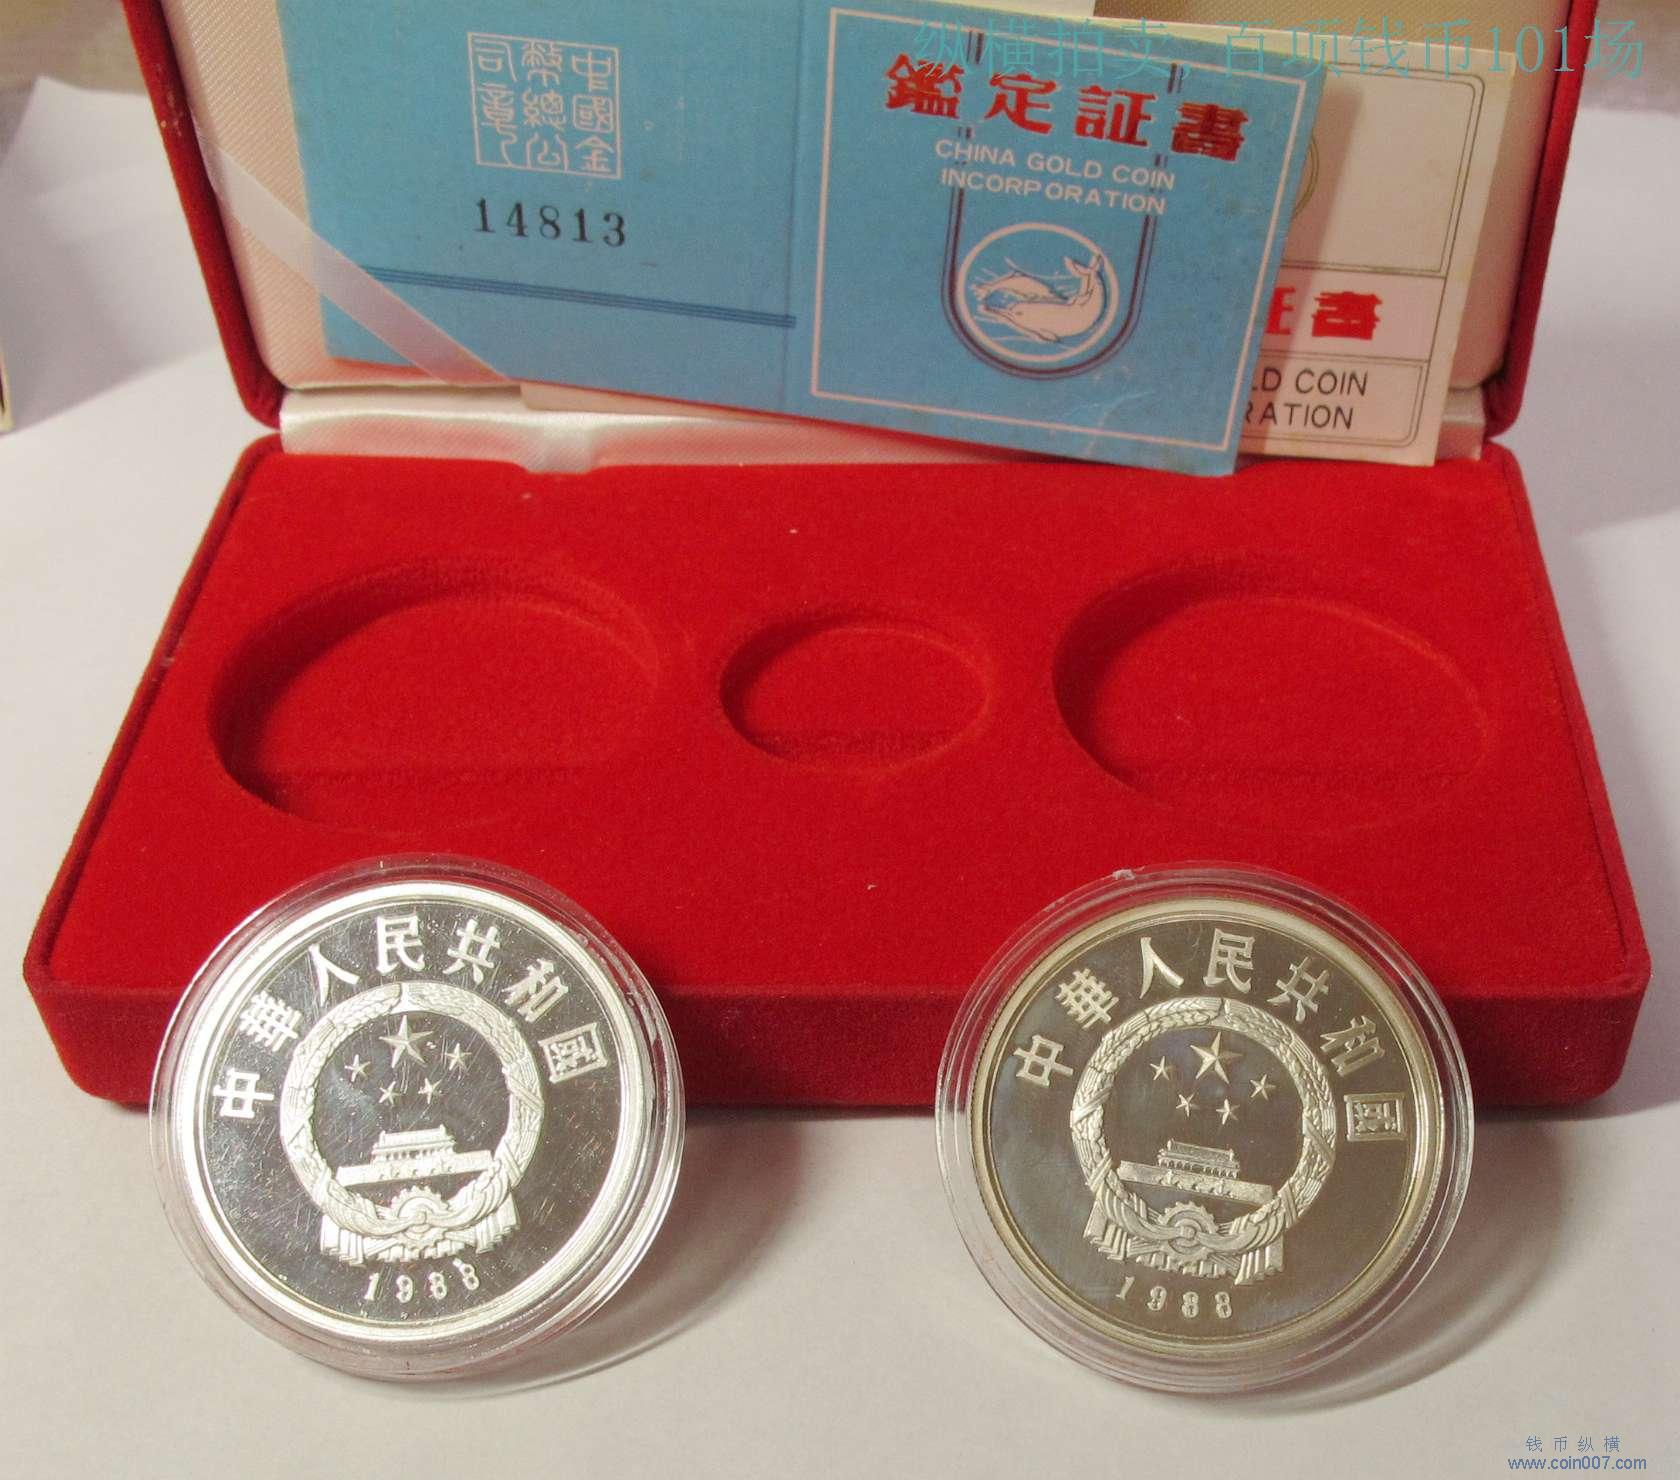 纵横拍卖,百项钱币101场
中國金
幣總公
司章
14813
鑑定証書
CHINA GOLD COIN
INCORPORATION
証書
LD COIN
RATION
中華人民共和國
1988
中華人民共和國
1988
钱币纵横
www.coin007.com